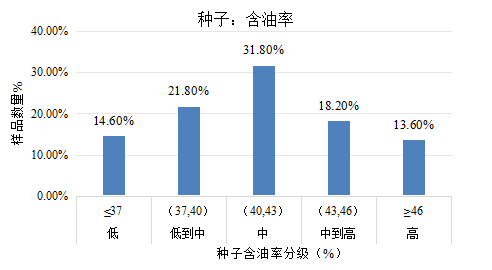 种子：含油率
40.00%
30.00%
20.00%
10.00%
0.00%
样品数量%
14.60%
21.80%
31.80%
18.20%
13.60%
≤37
（37,40）
（40,43）
（43,46）
≥46
低
低到中
中
中到高
高
种子含油率分级（%）